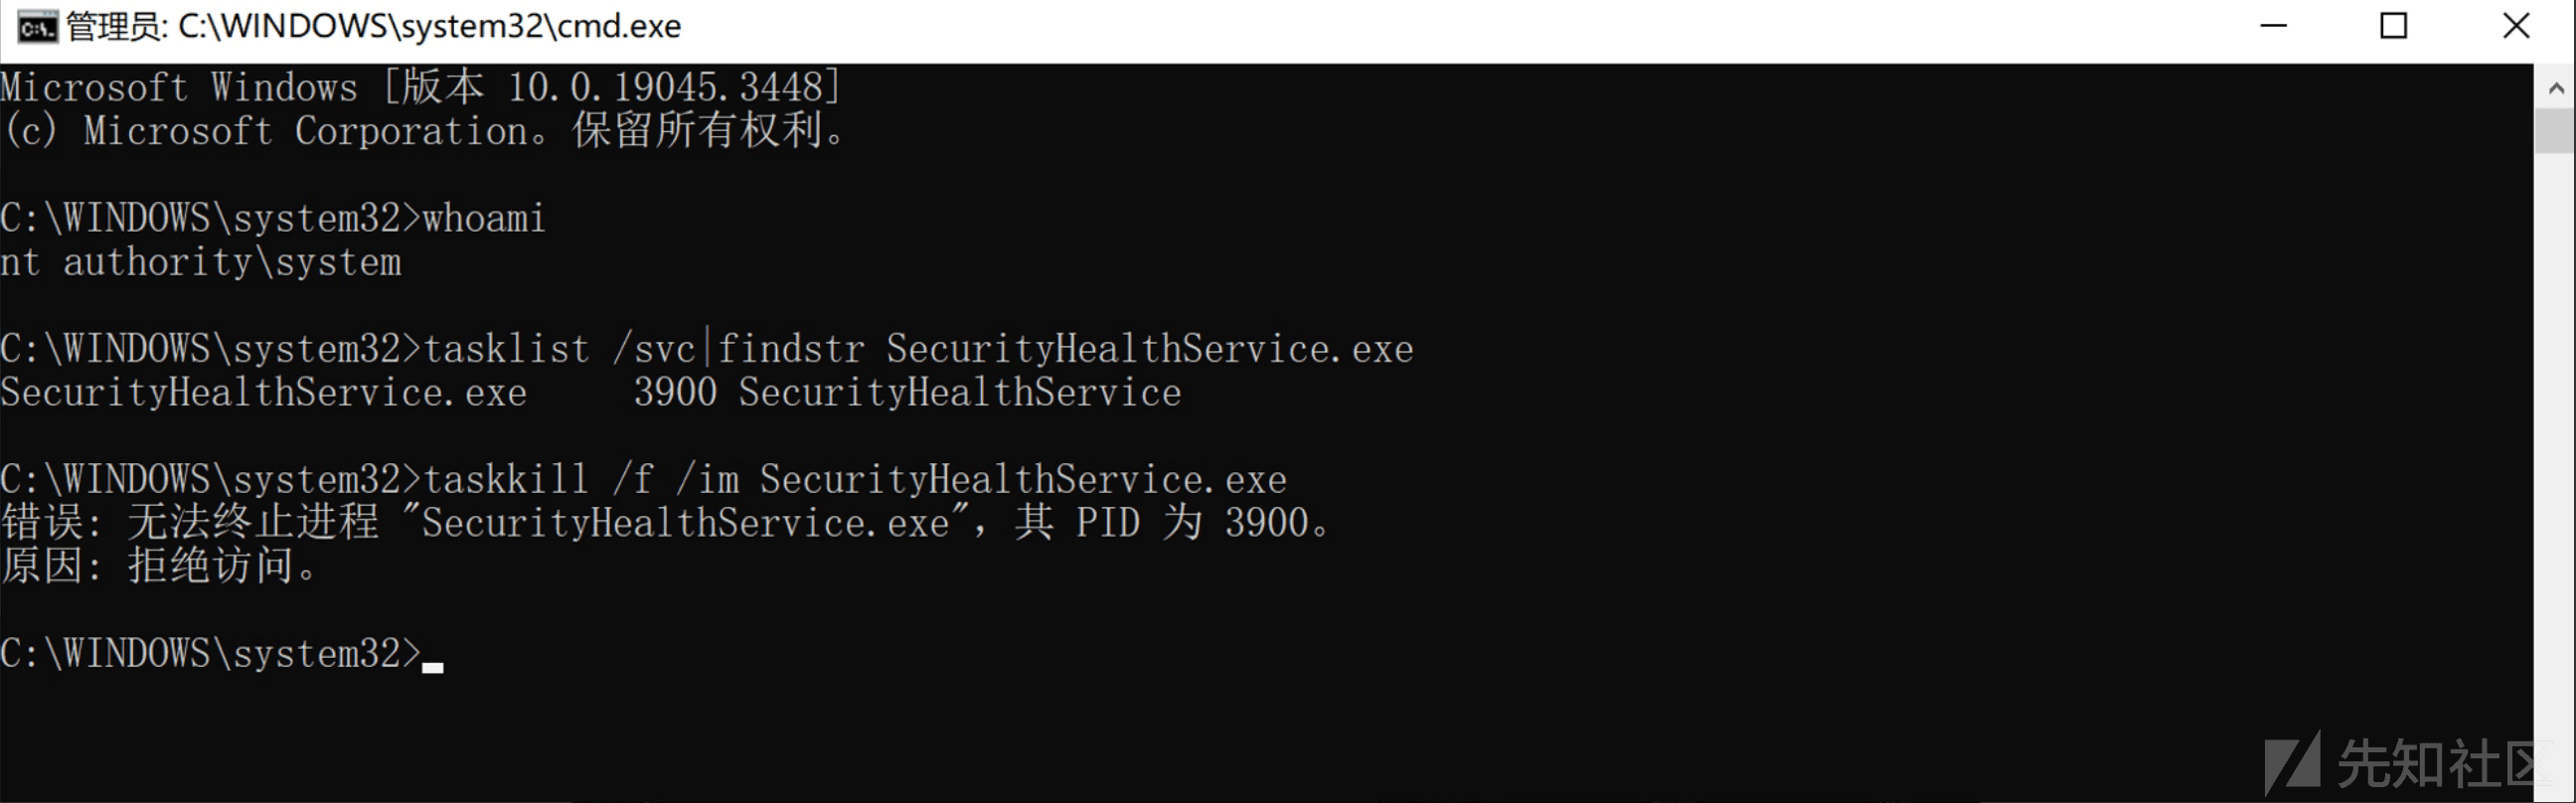 管理员: C:\WINDOWS\system32\cmd.exe
Microsoft Windows [版本 10.0.19045.3448]
(c) Microsoft Corporation。保留所有权利。
C:\WINDOWS\system32>whoami
nt authority\system
C:\WINDOWS\system32>tasklist /svc|findstr SecurityHealthService.exe
SecurityHealthService.exe     3900 SecurityHealthService
C:\WINDOWS\system32>taskkill /f /im SecurityHealthService.exe
错误: 无法终止进程 "SecurityHealthService.exe"，其 PID 为 3900。
原因: 拒绝访问。
C:\WINDOWS\system32>
先知社区